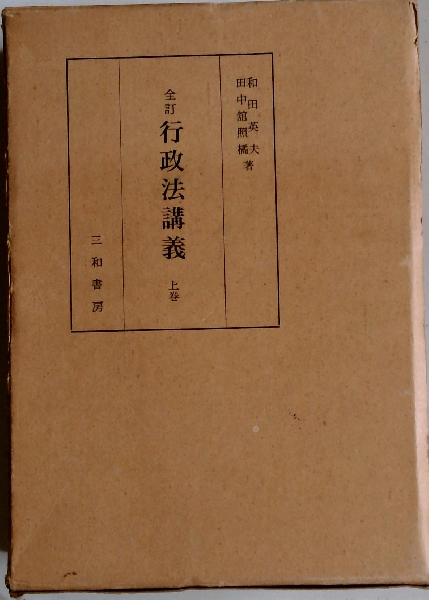 和田英夫
田中舘照橘著
全訂
行政法講義
上巻
三和書房